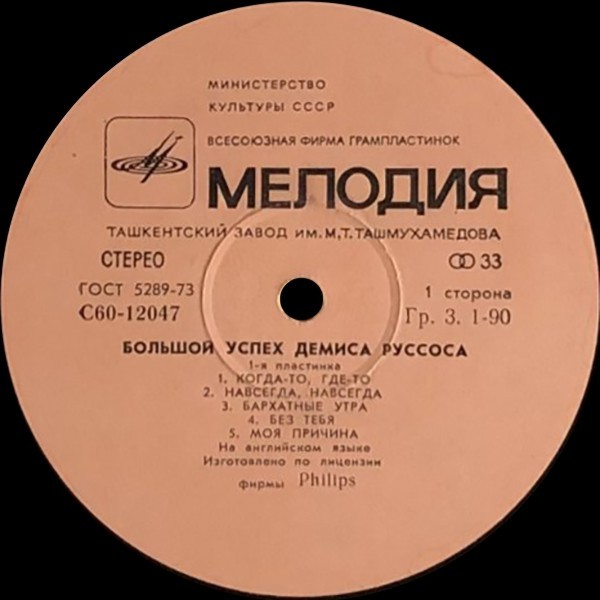 МИНИСТЕРСТВО
КУЛЬТУРЫ СССР
ВСЕСОЮЗНАЯ ФИРМА ГРАМПЛАСТИНОК
МЕЛОДИЯ
ТАШКЕНТСКИЙ ЗАВОД ИМ. М,Т. ТАШМУХАМЕДОВА
СТЕРЕО 33
ГОСТ 5289-73 1 сторона
С60-12047 Гр. 3. 1-90
БОЛЬШОЙ УСПЕХ ДЕМИСА РУССОСА
1-я пластинка
1. КОГДА-ТО, ГДЕ-ТО
2. НАВСЕГДА, НАВСЕГДА
3. БАРХАТНЫЕ УТРА
4. БЕЗ ТЕБЯ
5. МОЯ ПРИЧИНА
На английском языке
Изготовлено по лицензии
фирмы Philips